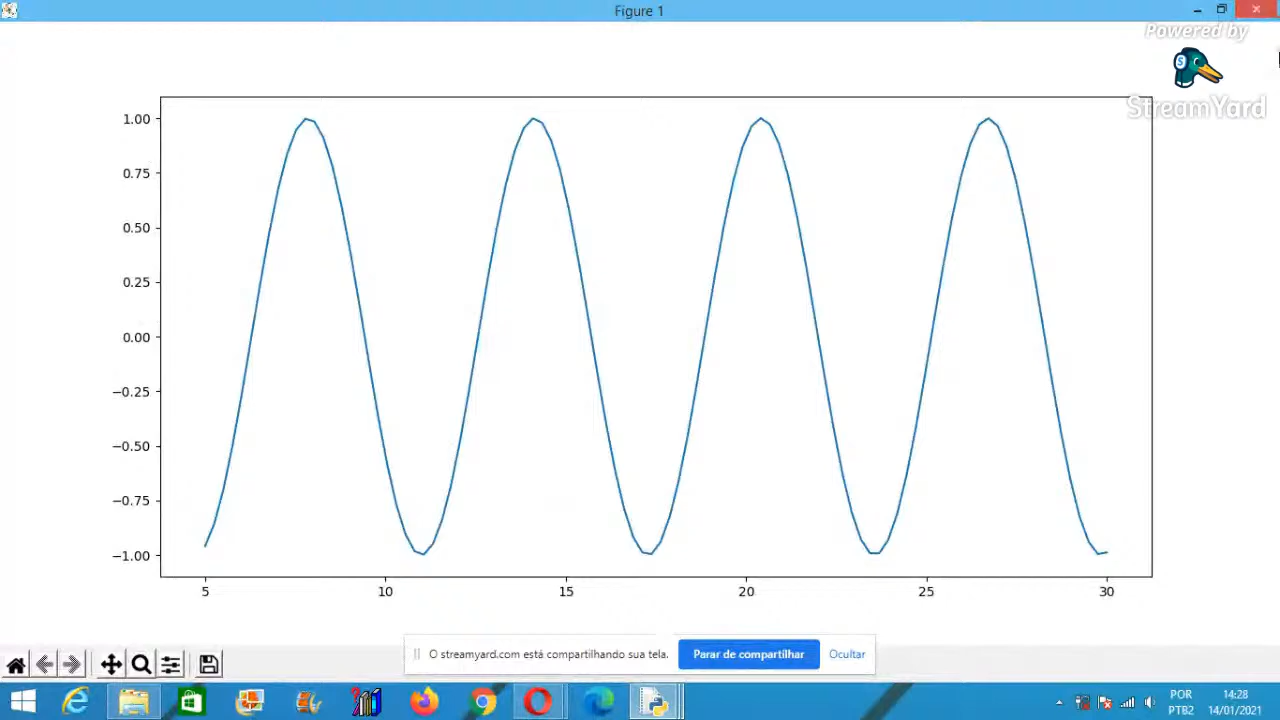 Figure 1
Powered by
StreamYard
1.00
0.75
0.50
0.25
0.00
−0.25
−0.50
−0.75
−1.00
5 10 15 20 25 30
O streamyard.com está compartilhando sua tela. Parar de compartilhar Ocultar
POR 14:28
PTB2 14/01/2021